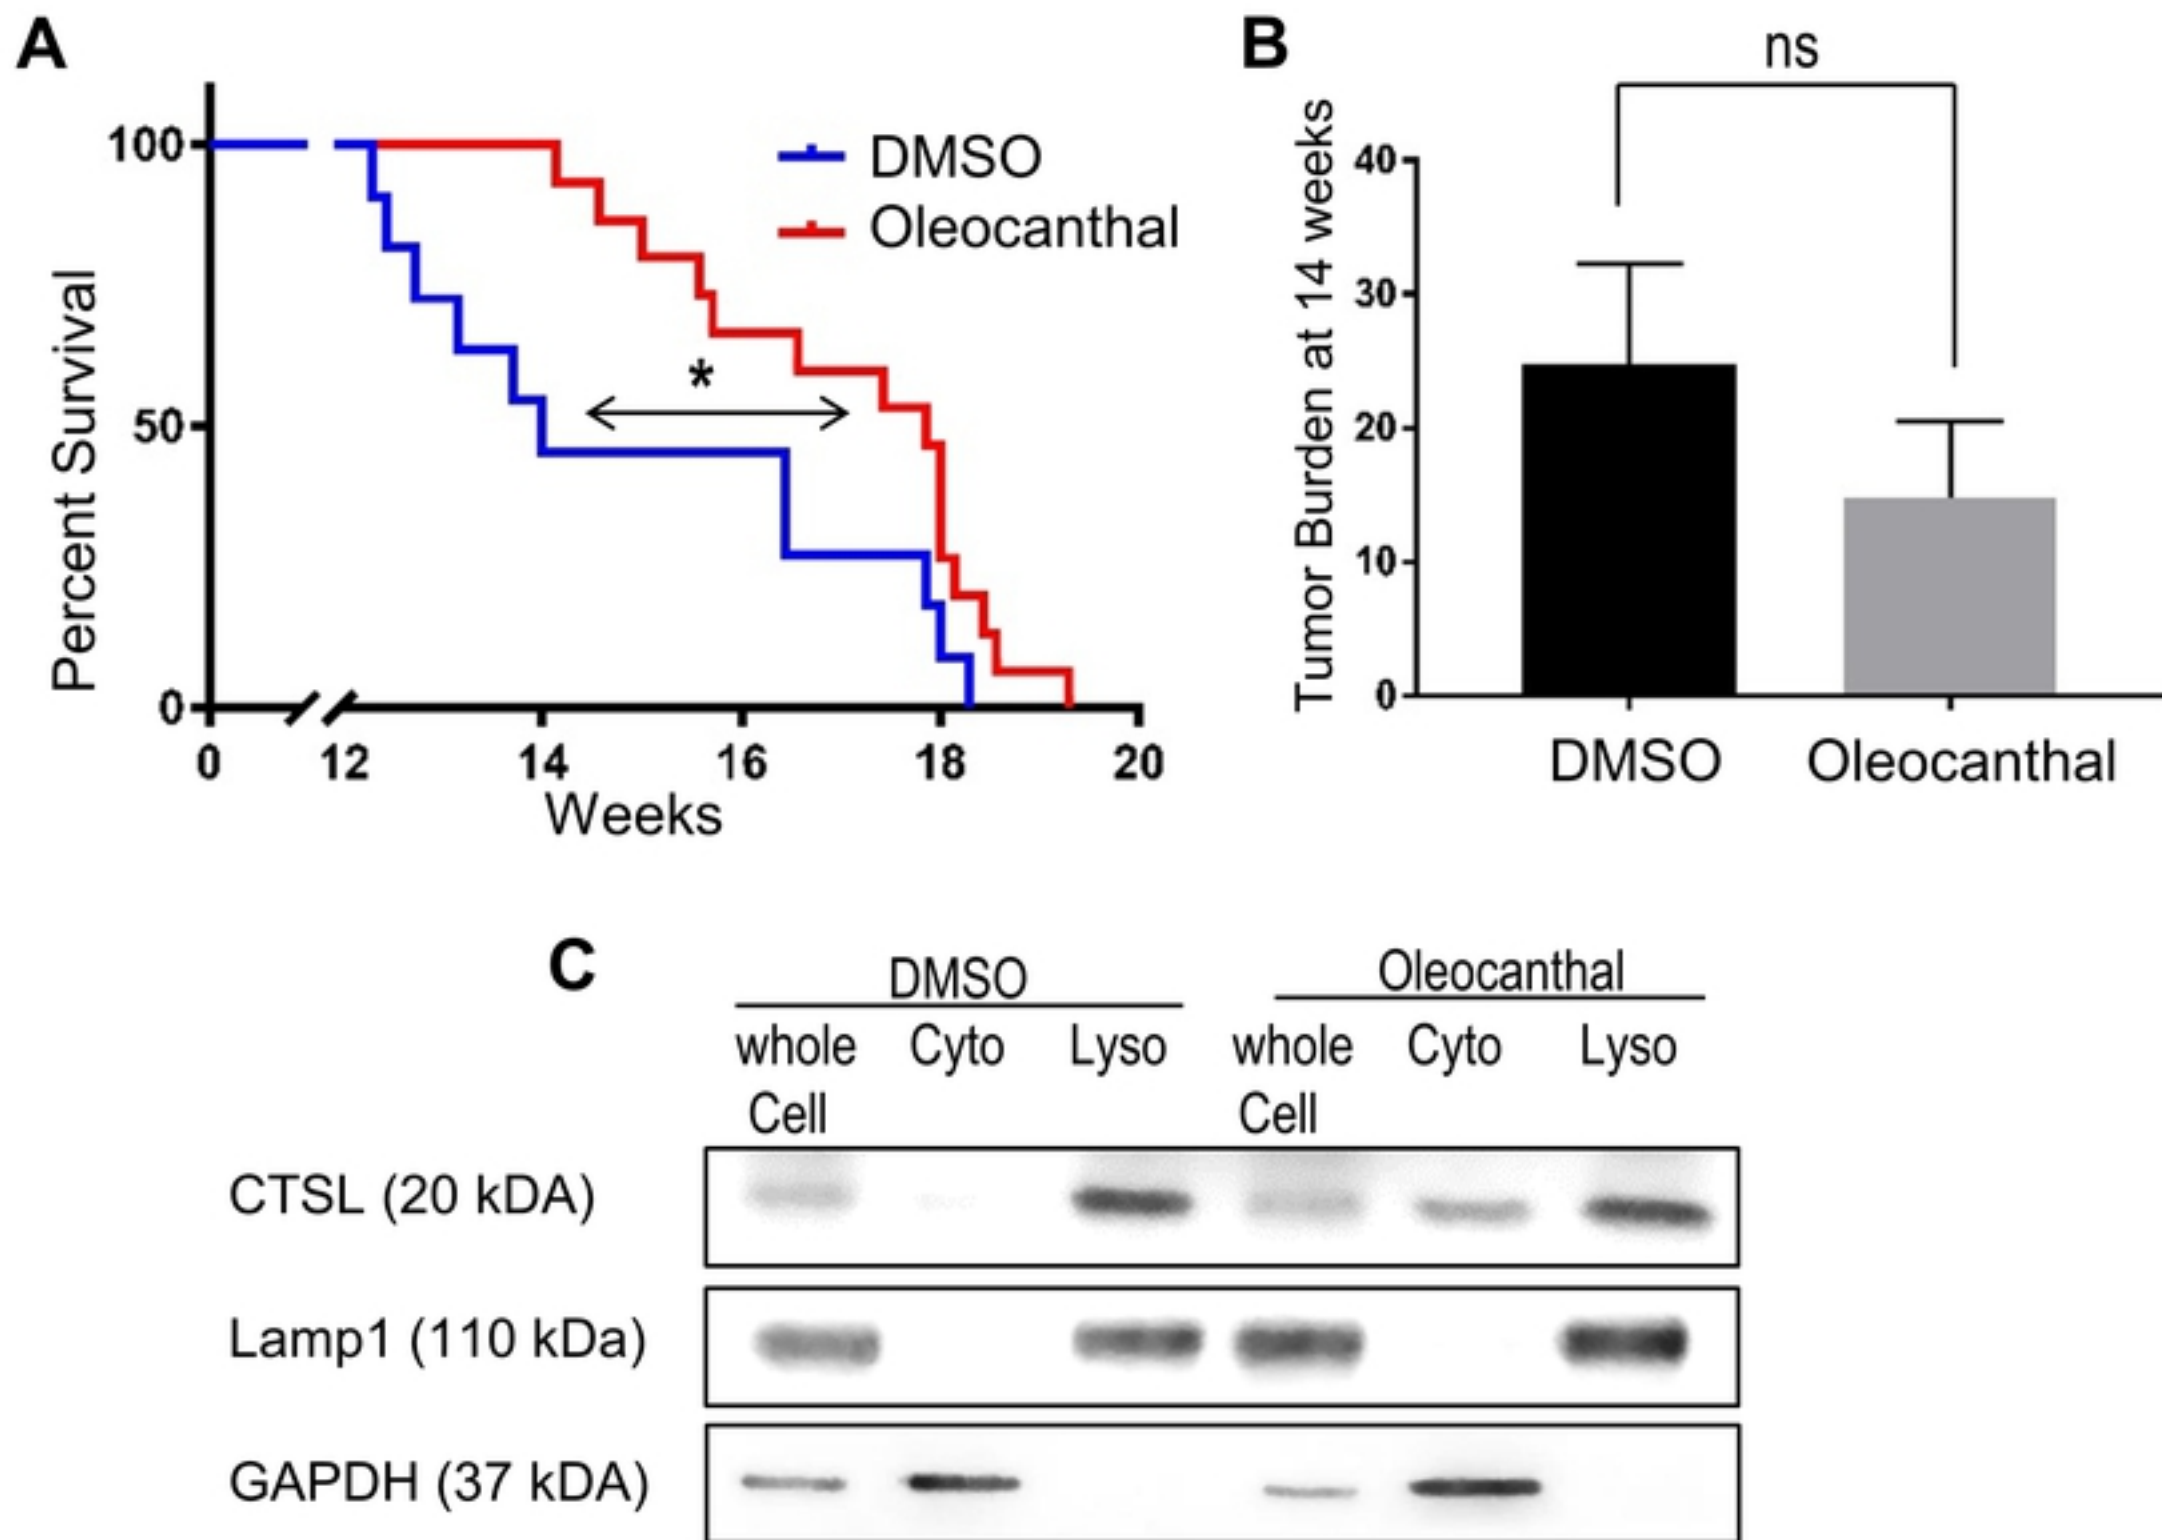 A
100
50
0
Percent Survival
0 12 14 16 18 20
Weeks
DMSO
Oleocanthal
*
B
ns
Tumor Burden at 14 weeks
40
30
20
10
0
DMSO Oleocanthal
C
DMSO Oleocanthal
whole Cyto Lyso whole Cyto Lyso
Cell Cell
CTSL (20 kDA)
Lamp1 (110 kDa)
GAPDH (37 kDA)